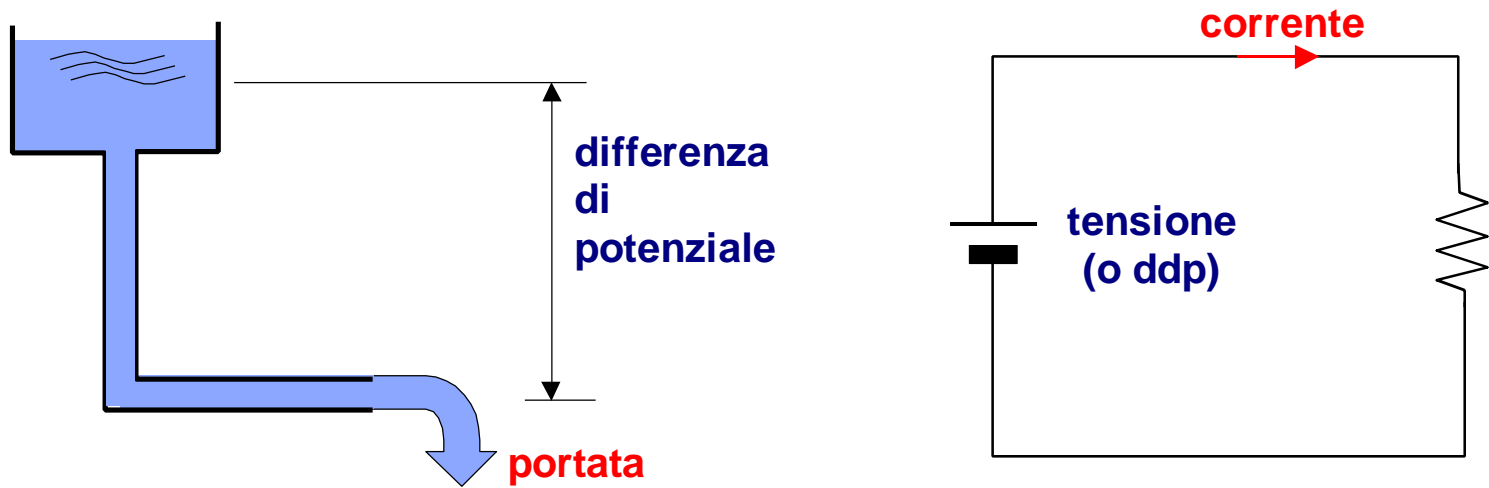 differenza
di
potenziale
portata
corrente
tensione
(o ddp)